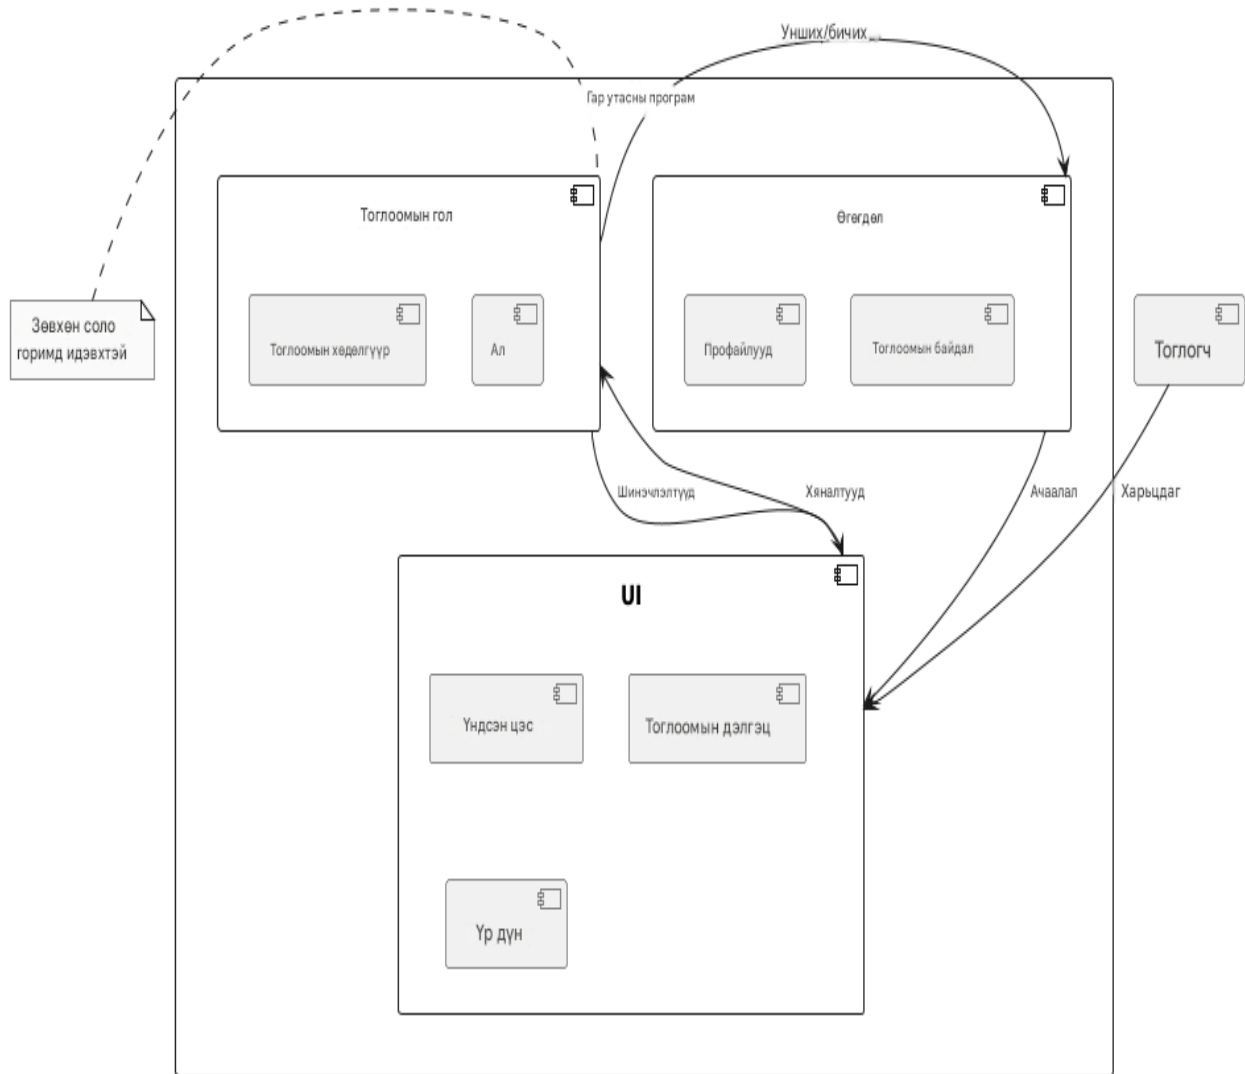 Унших/бичих
Гар утасны програм
Тоглоомын гол
Өгөгдөл
Зөвхөн соло
горимд идэвхтэй
Тоглоомын хөдөлгүүр
Ал
Профайлууд
Тоглоомын байдал
Тоглогч
Шинэчлэлтүүд
Хяналтууд
Ачаалал
Харьцдаг
UI
Үндсэн цэс
Тоглоомын дэлгэц
Үр дүн